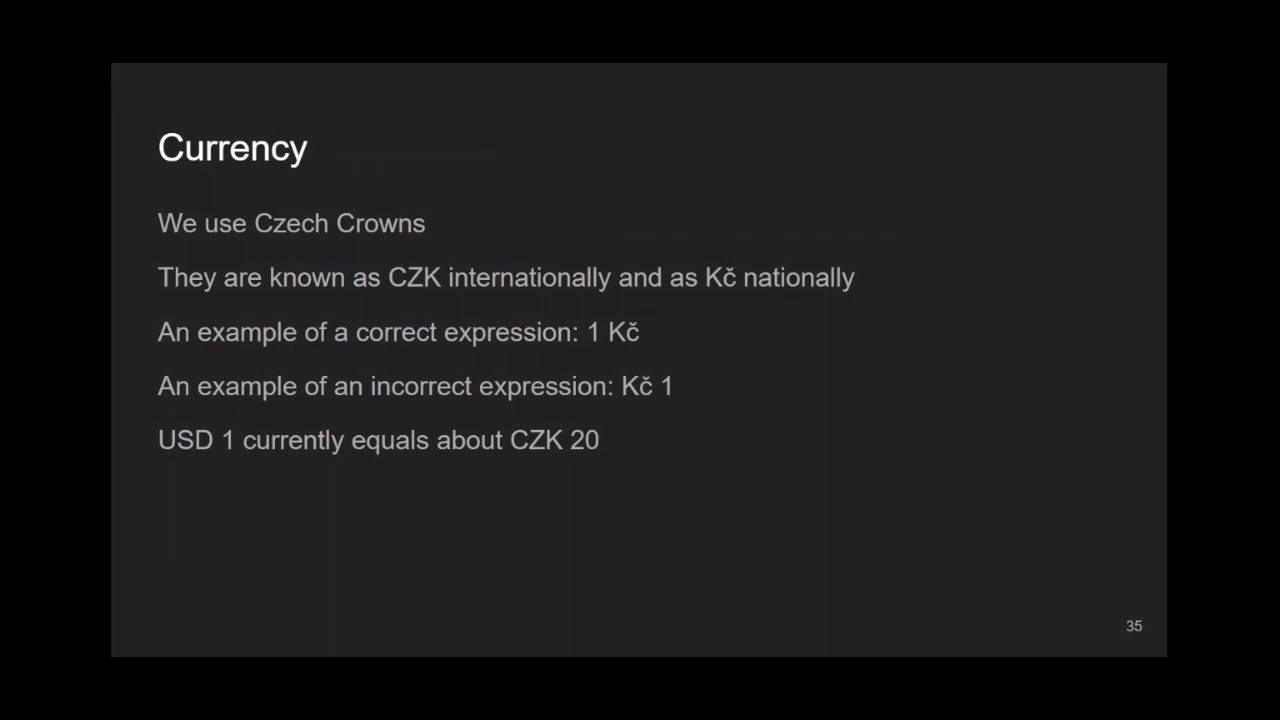 Currency
We use Czech Crowns
They are known as CZK internationally and as Kč nationally
An example of a correct expression: 1 Kč
An example of an incorrect expression: Kč 1
USD 1 currently equals about CZK 20
35